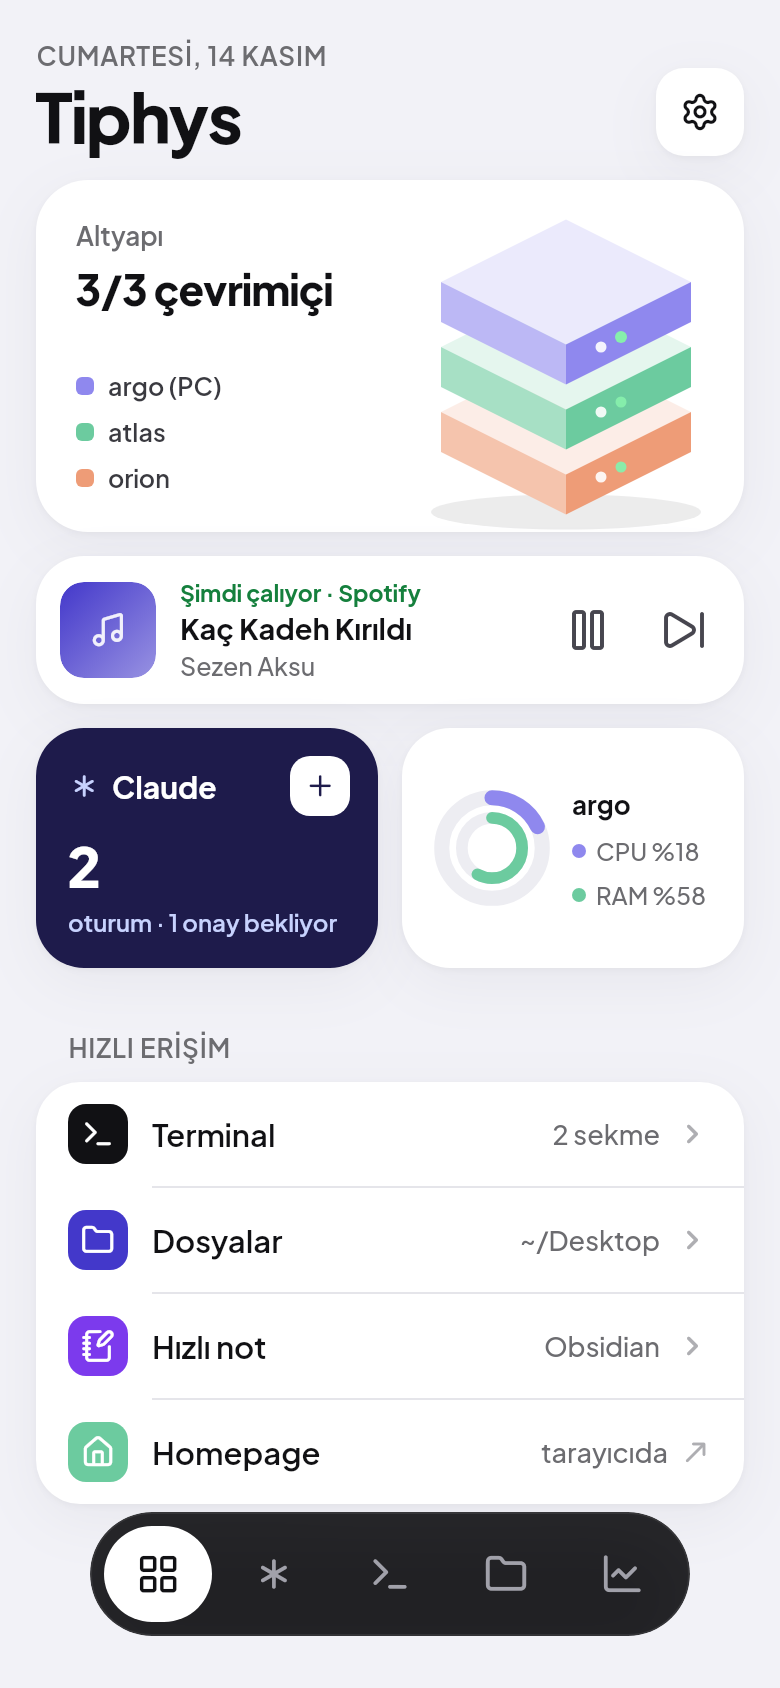 CUMARTESİ, 14 KASIM
Tiphys
Altyapı
3/3 çevrimiçi
argo (PC)
atlas
orion
Şimdi çalıyor · Spotify
Kaç Kadeh Kırıldı
Sezen Aksu
Claude
2
oturum · 1 onay bekliyor
argo
CPU %18
RAM %58
HIZLI ERİŞİM
Terminal 2 sekme
Dosyalar ~/Desktop
Hızlı not Obsidian
Homepage tarayıcıda